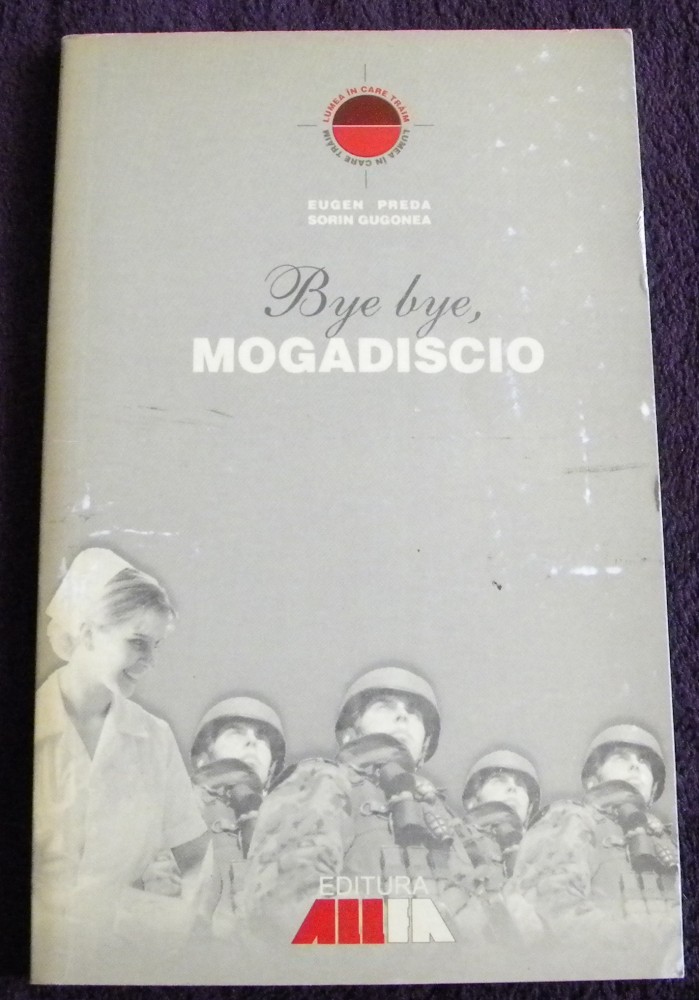 LUMEA ÎN CARE TRĂIM
LUMEA ÎN CARE TRĂIM
EUGEN PREDA
SORIN GUGONEA
Bye bye,
MOGADISCIO
EDITURA
ALLFA